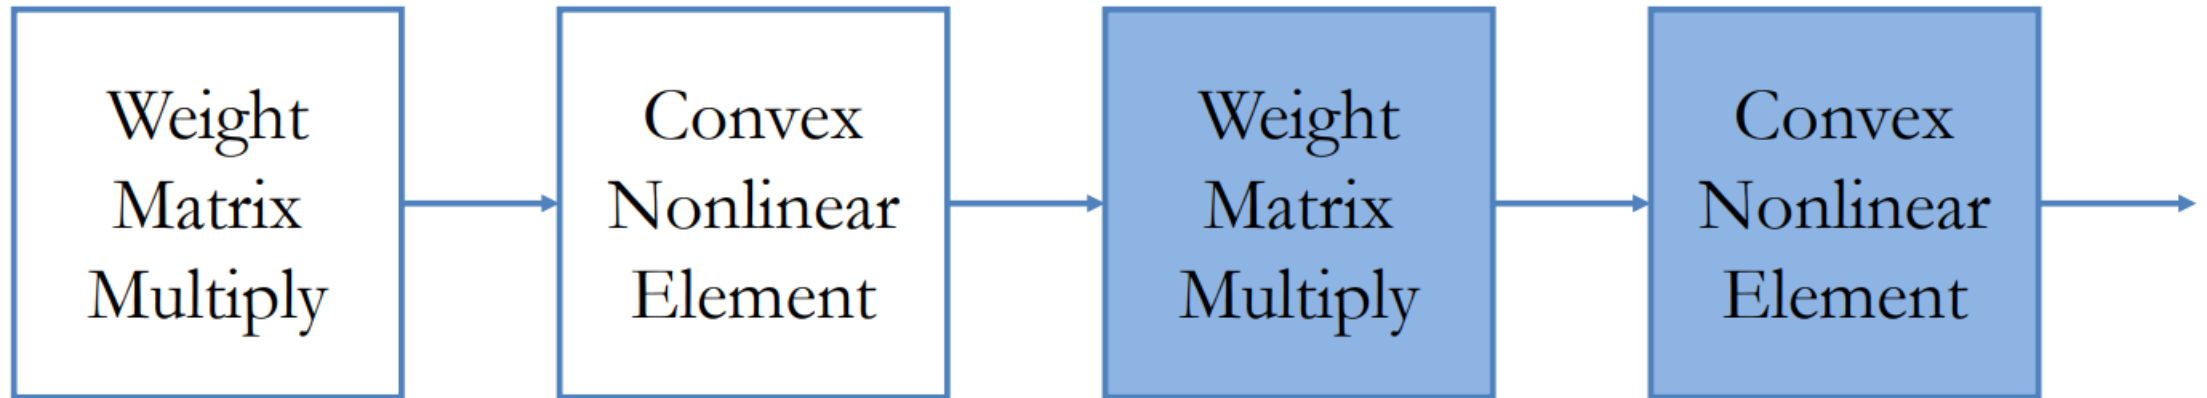 Weight
Matrix
Multiply
Convex
Nonlinear
Element
Weight
Matrix
Multiply
Convex
Nonlinear
Element